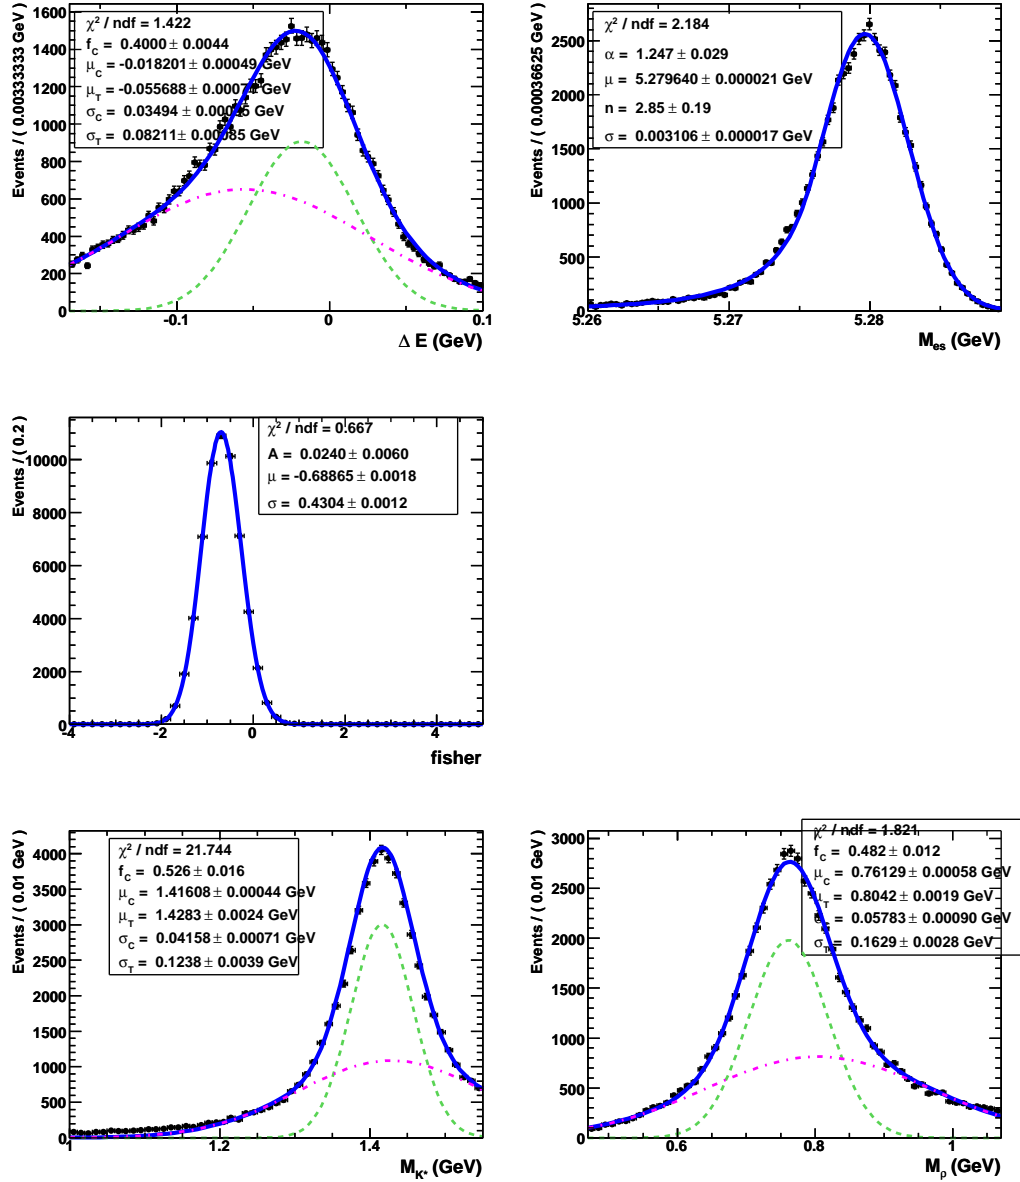 Events / ( 0.00333333 GeV )
χ² / ndf = 1.422
f_C = 0.4000 ± 0.0044
μ_C = -0.018201 ± 0.00049 GeV
μ_T = -0.055688 ± GeV
σ_C = 0.03494 ± GeV
σ_T = 0.08211 ± 0.00085 GeV
1600
1400
1200
1000
800
600
400
200
0
-0.1 0 0.1
Δ E (GeV)
Events / ( 0.00036625 GeV )
χ² / ndf = 2.184
α = 1.247 ± 0.029
μ = 5.279640 ± 0.000021 GeV
n = 2.85 ± 0.19
σ = 0.003106 ± 0.000017 GeV
2500
2000
1500
1000
500
0
5.26 5.27 5.28
M_es (GeV)
Events / ( 0.2 )
χ² / ndf = 0.667
A = 0.0240 ± 0.0060
μ = -0.68865 ± 0.0018
σ = 0.4304 ± 0.0012
10000
8000
6000
4000
2000
0
-4 -2 0 2 4
fisher
Events / ( 0.01 GeV )
χ² / ndf = 21.744
f_C = 0.526 ± 0.016
μ_C = 1.41608 ± 0.00044 GeV
μ_T = 1.4283 ± 0.0024 GeV
σ_C = 0.04158 ± 0.00071 GeV
σ_T = 0.1238 ± 0.0039 GeV
4000
3500
3000
2500
2000
1500
1000
500
0
1 1.2 1.4
M_K* (GeV)
Events / ( 0.01 GeV )
χ² / ndf = 1.821
f_C = 0.482 ± 0.012
μ_C = 0.76129 ± 0.00058 GeV
μ_T = 0.8042 ± 0.0019 GeV
σ_C = 0.05783 ± 0.00090 GeV
σ_T = 0.1629 ± 0.0028 GeV
3000
2500
2000
1500
1000
500
0
0.6 0.8 1
M_ρ (GeV)